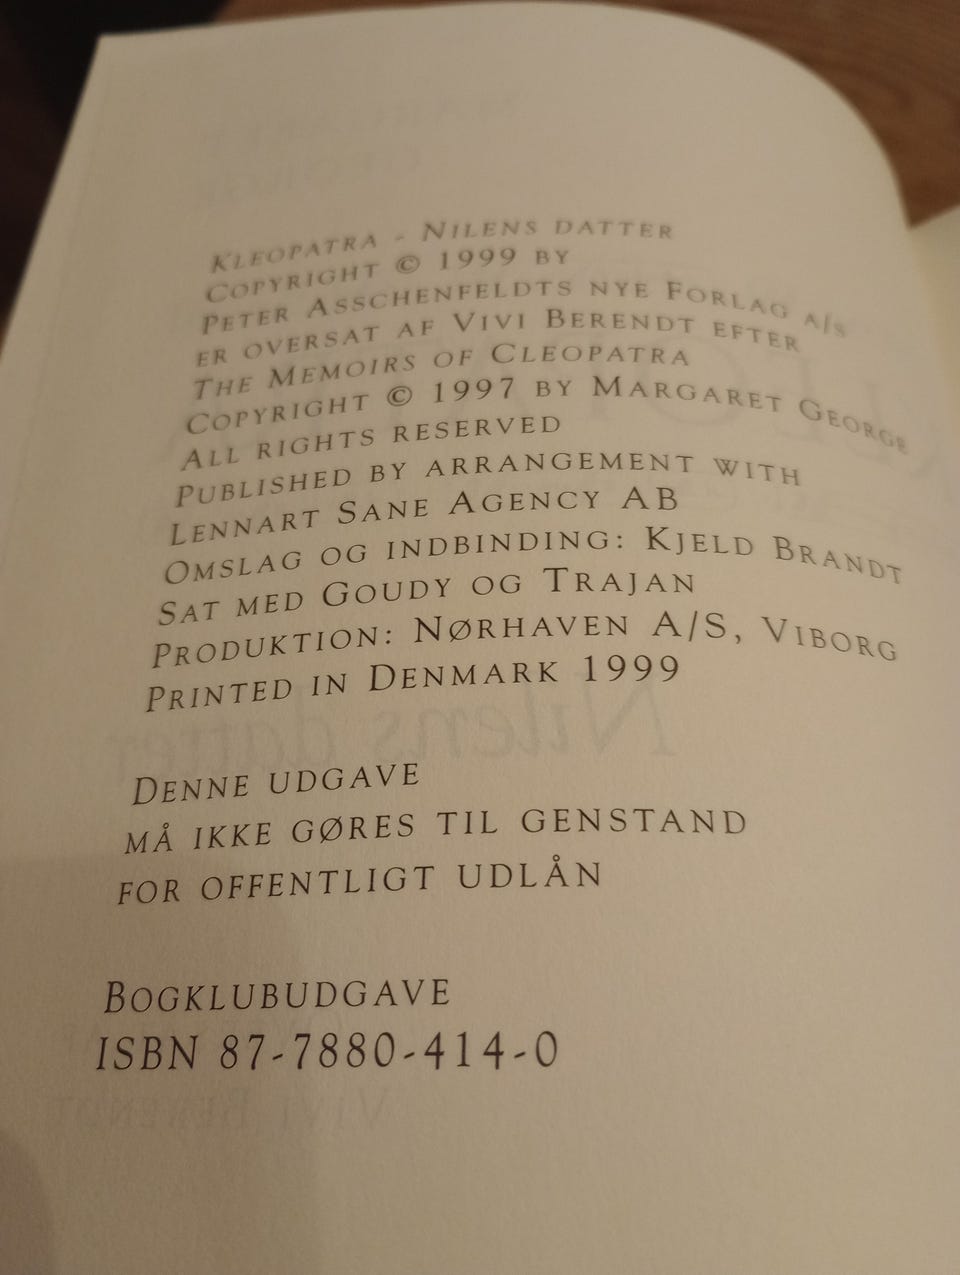 Kleopatra - Nilens datter
Copyright © 1999 by
Peter Asschenfeldts nye Forlag a/s
er oversat af Vivi Berendt efter
The Memoirs of Cleopatra
Copyright © 1997 by Margaret George
All rights reserved
Published by arrangement with
Lennart Sane Agency AB
Omslag og indbinding: Kjeld Brandt
Sat med Goudy og Trajan
Produktion: Nørhaven A/S, Viborg
Printed in Denmark 1999
Denne udgave
må ikke gøres til genstand
for offentligt udlån
Bogklubudgave
ISBN 87-7880-414-0